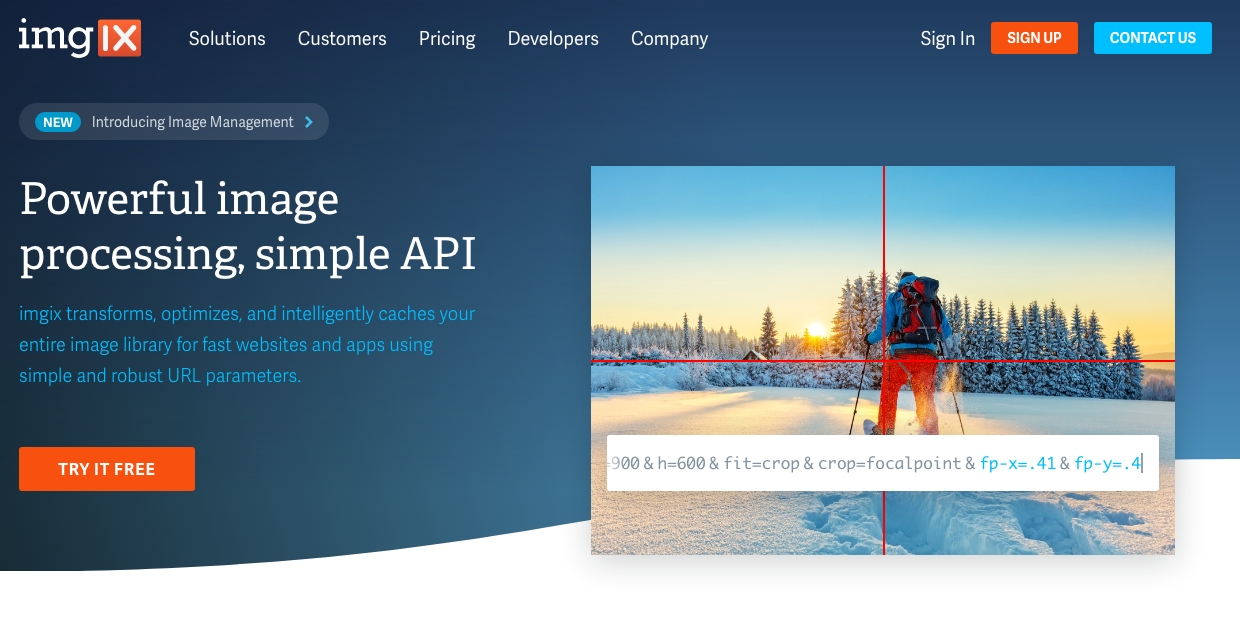 imgIX
Solutions
Customers
Pricing
Developers
Company
Sign In
SIGN UP
CONTACT US
NEW Introducing Image Management
Powerful image
processing, simple API
imgix transforms, optimizes, and intelligently caches your
entire image library for fast websites and apps using
simple and robust URL parameters.
TRY IT FREE
=900 & h=600 & fit=crop & crop=focalpoint & fp-x=.41 & fp-y=.4